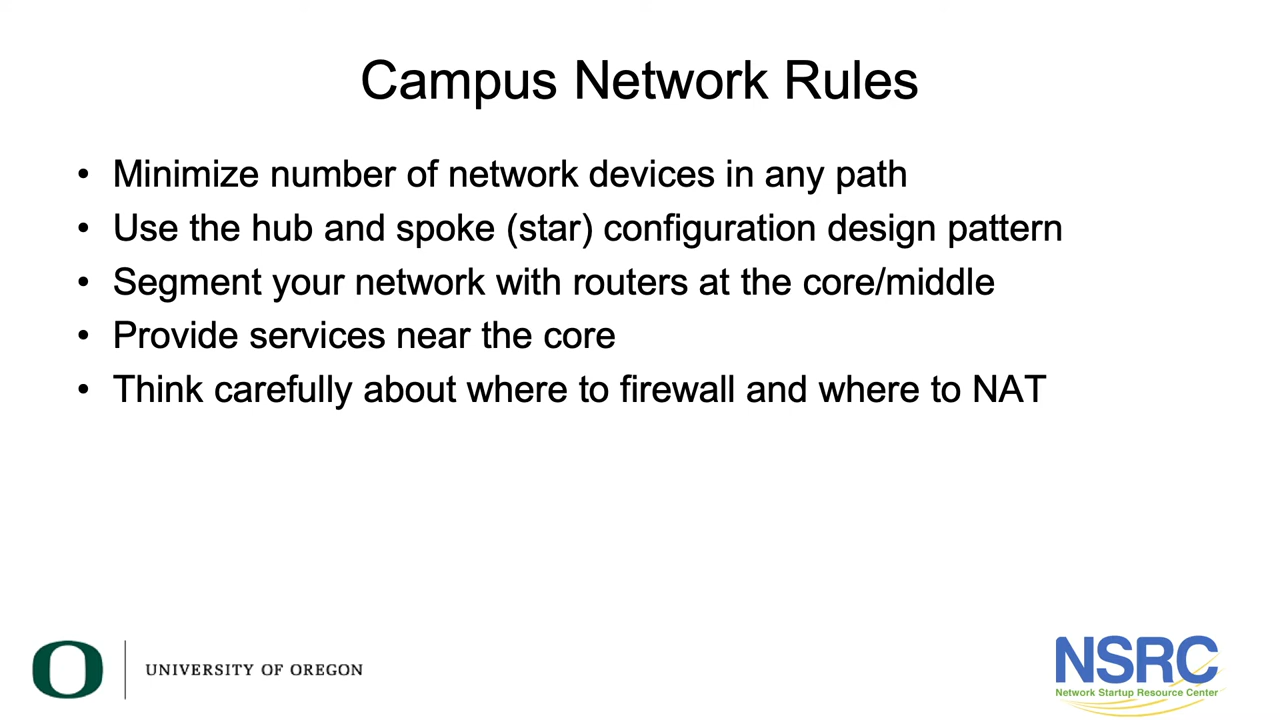 Campus Network Rules
• Minimize number of network devices in any path
• Use the hub and spoke (star) configuration design pattern
• Segment your network with routers at the core/middle
• Provide services near the core
• Think carefully about where to firewall and where to NAT
O
UNIVERSITY OF OREGON
NSRC
Network Startup Resource Center